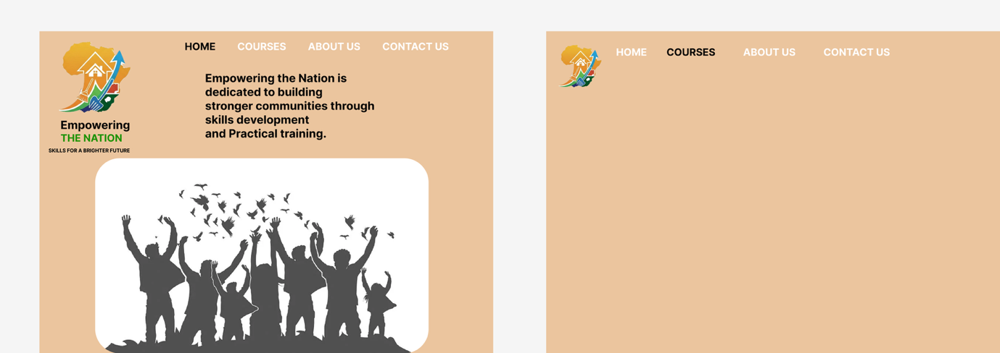 HOME COURSES ABOUT US CONTACT US
Empowering the Nation is
dedicated to building
stronger communities through
skills development
and Practical training.
Empowering
THE NATION
SKILLS FOR A BRIGHTER FUTURE
HOME COURSES ABOUT US CONTACT US